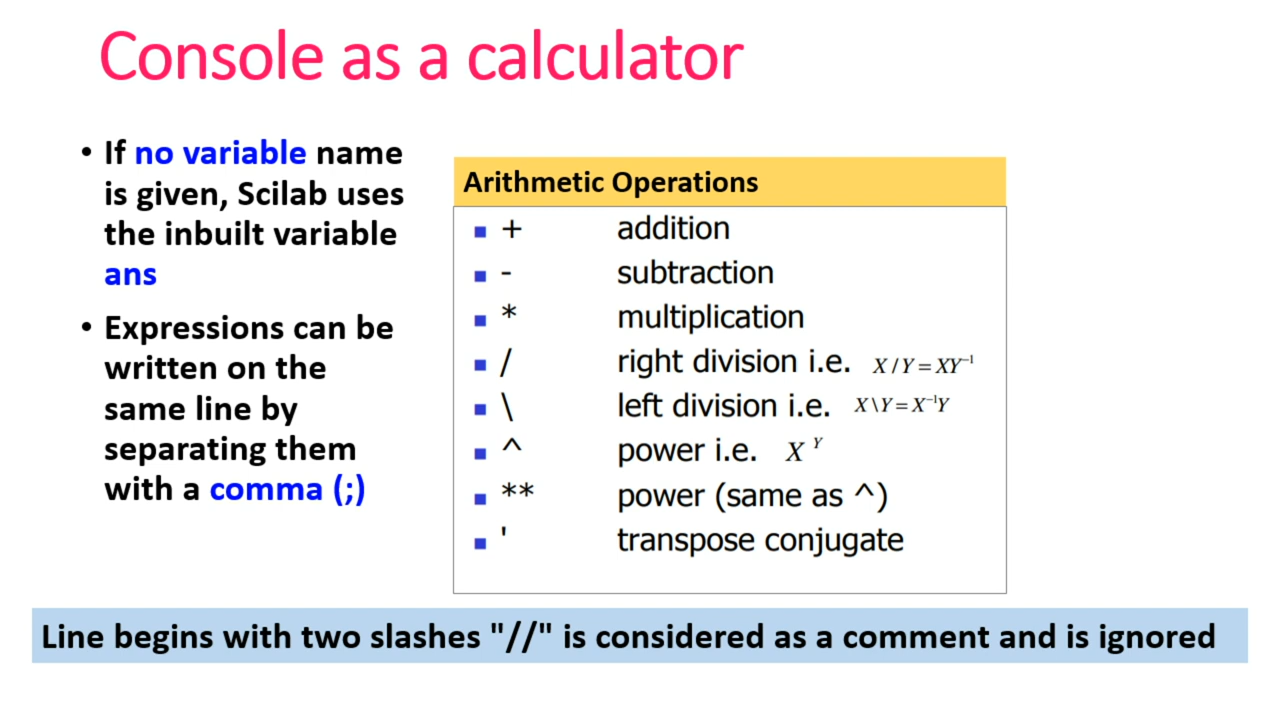 Console as a calculator
• If no variable name
is given, Scilab uses
the inbuilt variable
ans
• Expressions can be
written on the
same line by
separating them
with a comma (;)
Arithmetic Operations
+ addition
- subtraction
* multiplication
/ right division i.e. X / Y = XY⁻¹
\ left division i.e. X \ Y = X⁻¹Y
^ power i.e. X ʸ
** power (same as ^)
' transpose conjugate
Line begins with two slashes "//" is considered as a comment and is ignored